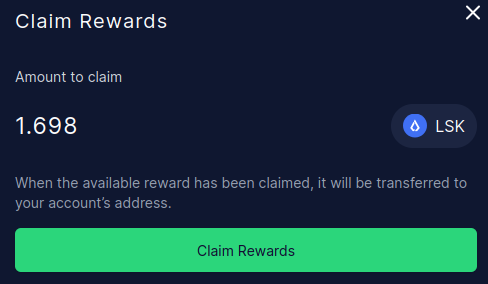 Claim Rewards
Amount to claim
1.698
LSK
When the available reward has been claimed, it will be transferred to
your account’s address.
Claim Rewards